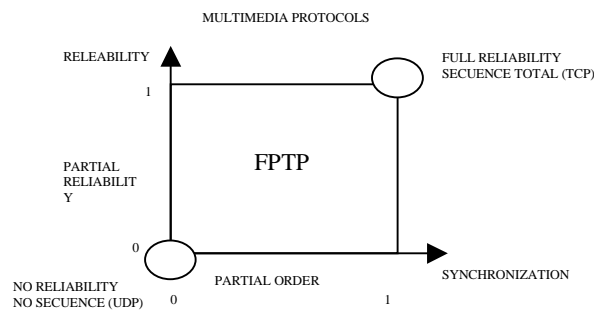 MULTIMEDIA PROTOCOLS
RELEABILITY
FULL RELIABILITY
SECUENCE TOTAL (TCP)
1
PARTIAL
RELIABILIT
Y
FPTP
0
PARTIAL ORDER
SYNCHRONIZATION
NO RELIABILITY
NO SECUENCE (UDP)
0
1